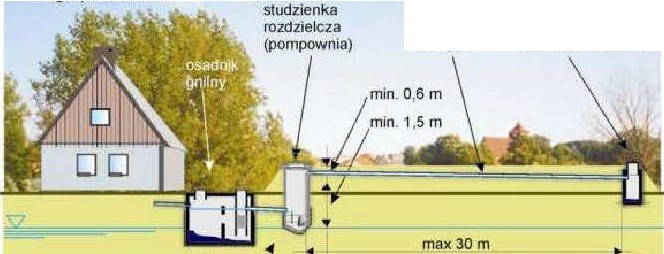 studzienka
rozdzielcza
(pompownia)
osadnik
gnilny
min. 0,6 m
min. 1,5 m
max 30 m